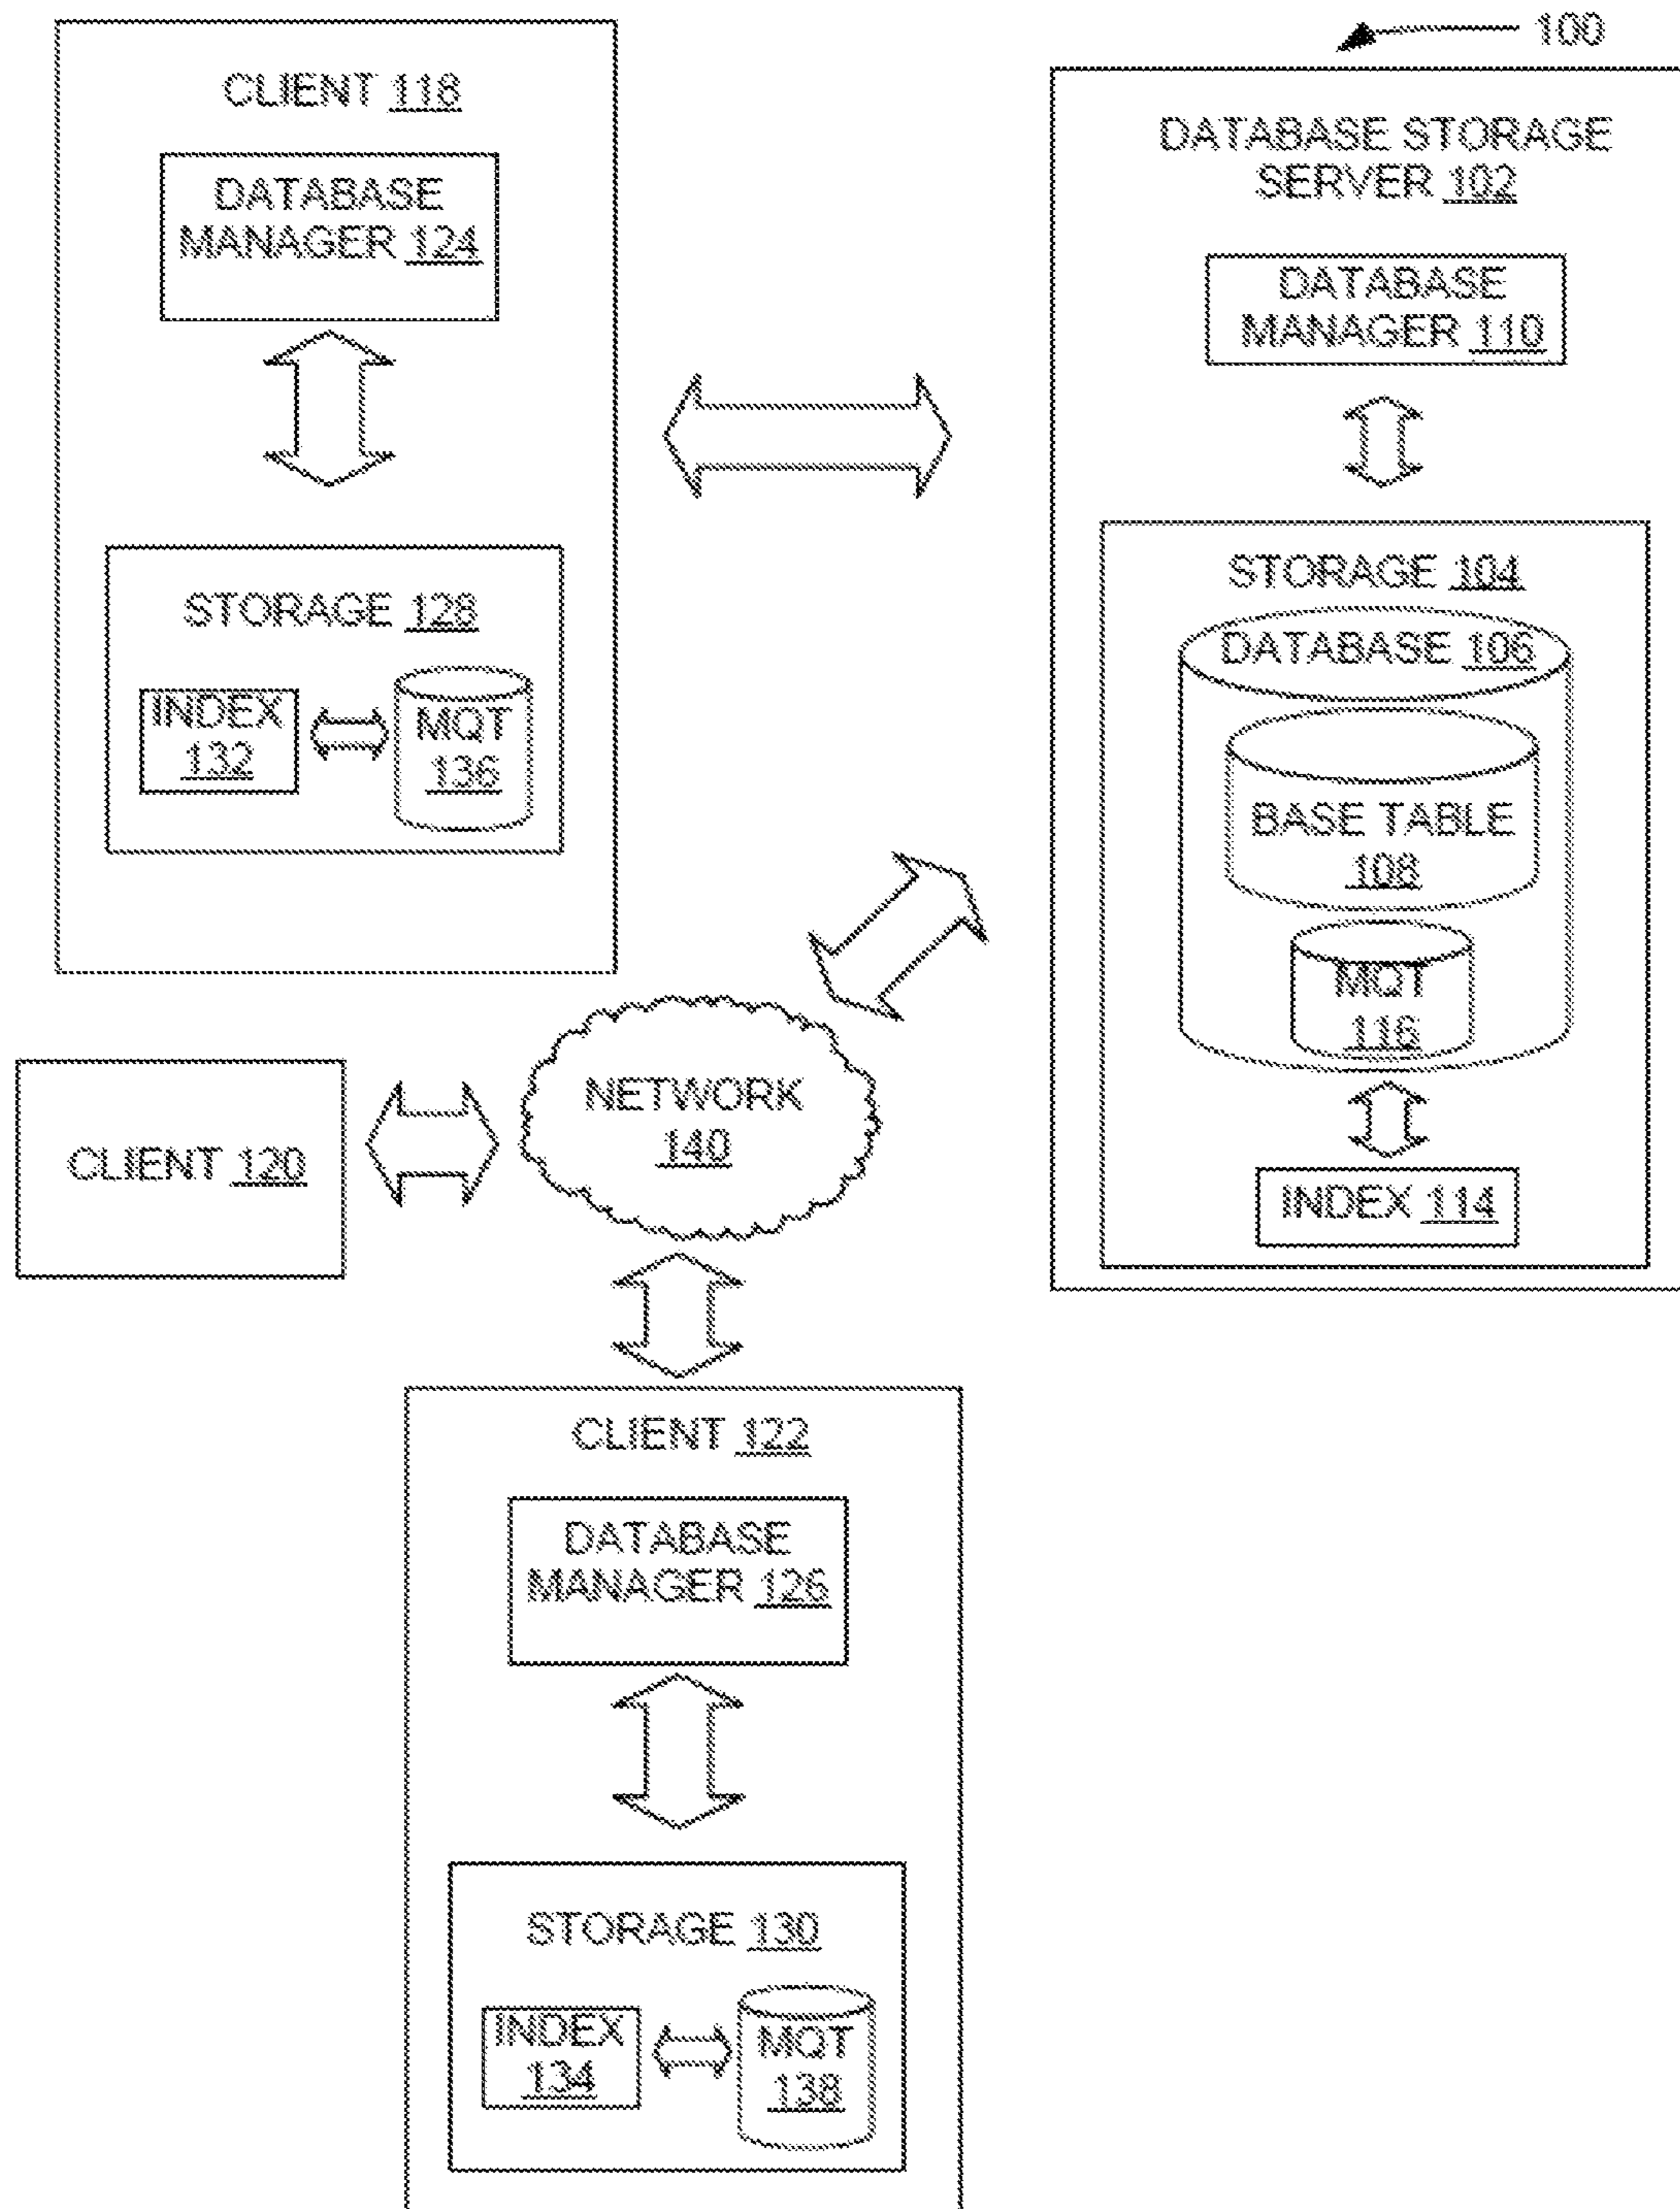 100
CLIENT 118
DATABASE
MANAGER 124
STORAGE 128
INDEX
132
MQT
136
DATABASE STORAGE
SERVER 102
DATABASE
MANAGER 110
STORAGE 104
DATABASE 106
BASE TABLE
108
MQT
116
INDEX 114
CLIENT 120
NETWORK
140
CLIENT 122
DATABASE
MANAGER 126
STORAGE 130
INDEX
134
MQT
138